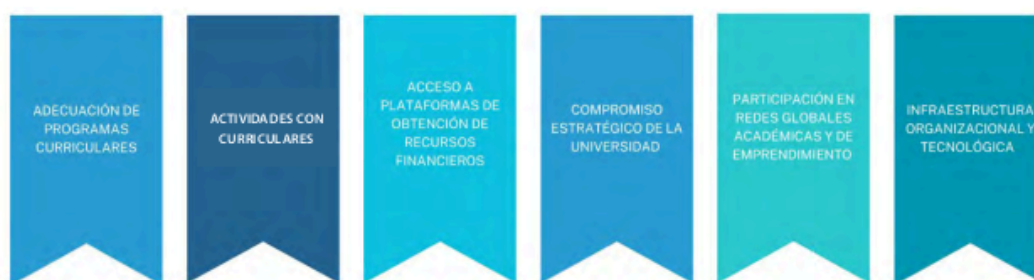 ADECUACIÓN DE
PROGRAMAS
CURRICULARES
ACTIVIDADES CON
CURRICULARES
ACCESO A
PLATAFORMAS DE
OBTENCIÓN DE
RECURSOS
FINANCIEROS
COMPROMISO
ESTRATÉGICO DE LA
UNIVERSIDAD
PARTICIPACIÓN EN
REDES GLOBALES
ACADÉMICAS Y DE
EMPRENDIMIENTO
INFRAESTRUCTURA
ORGANIZACIONAL Y
TECNOLÓGICA